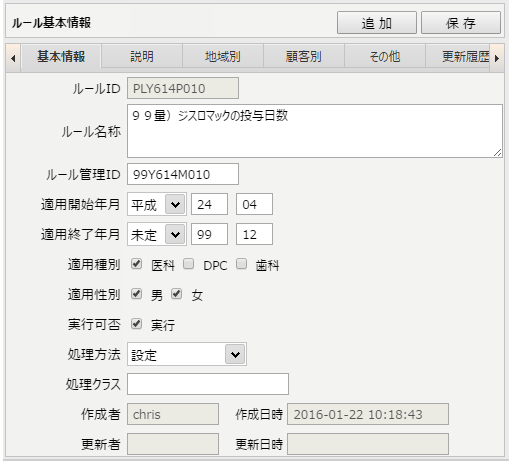 ルール基本情報 追 加 保 存
基本情報 説明 地域別 顧客別 その他 更新履歴
ルールID PLY614P010
ルール名称 ９９量）ジスロマックの投与日数
ルール管理ID 99Y614M010
適用開始年月 平成 24 04
適用終了年月 未定 99 12
適用種別 医科 DPC 歯科
適用性別 男 女
実行可否 実行
処理方法 設定
処理クラス
作成者 chris 作成日時 2016-01-22 10:18:43
更新者 更新日時